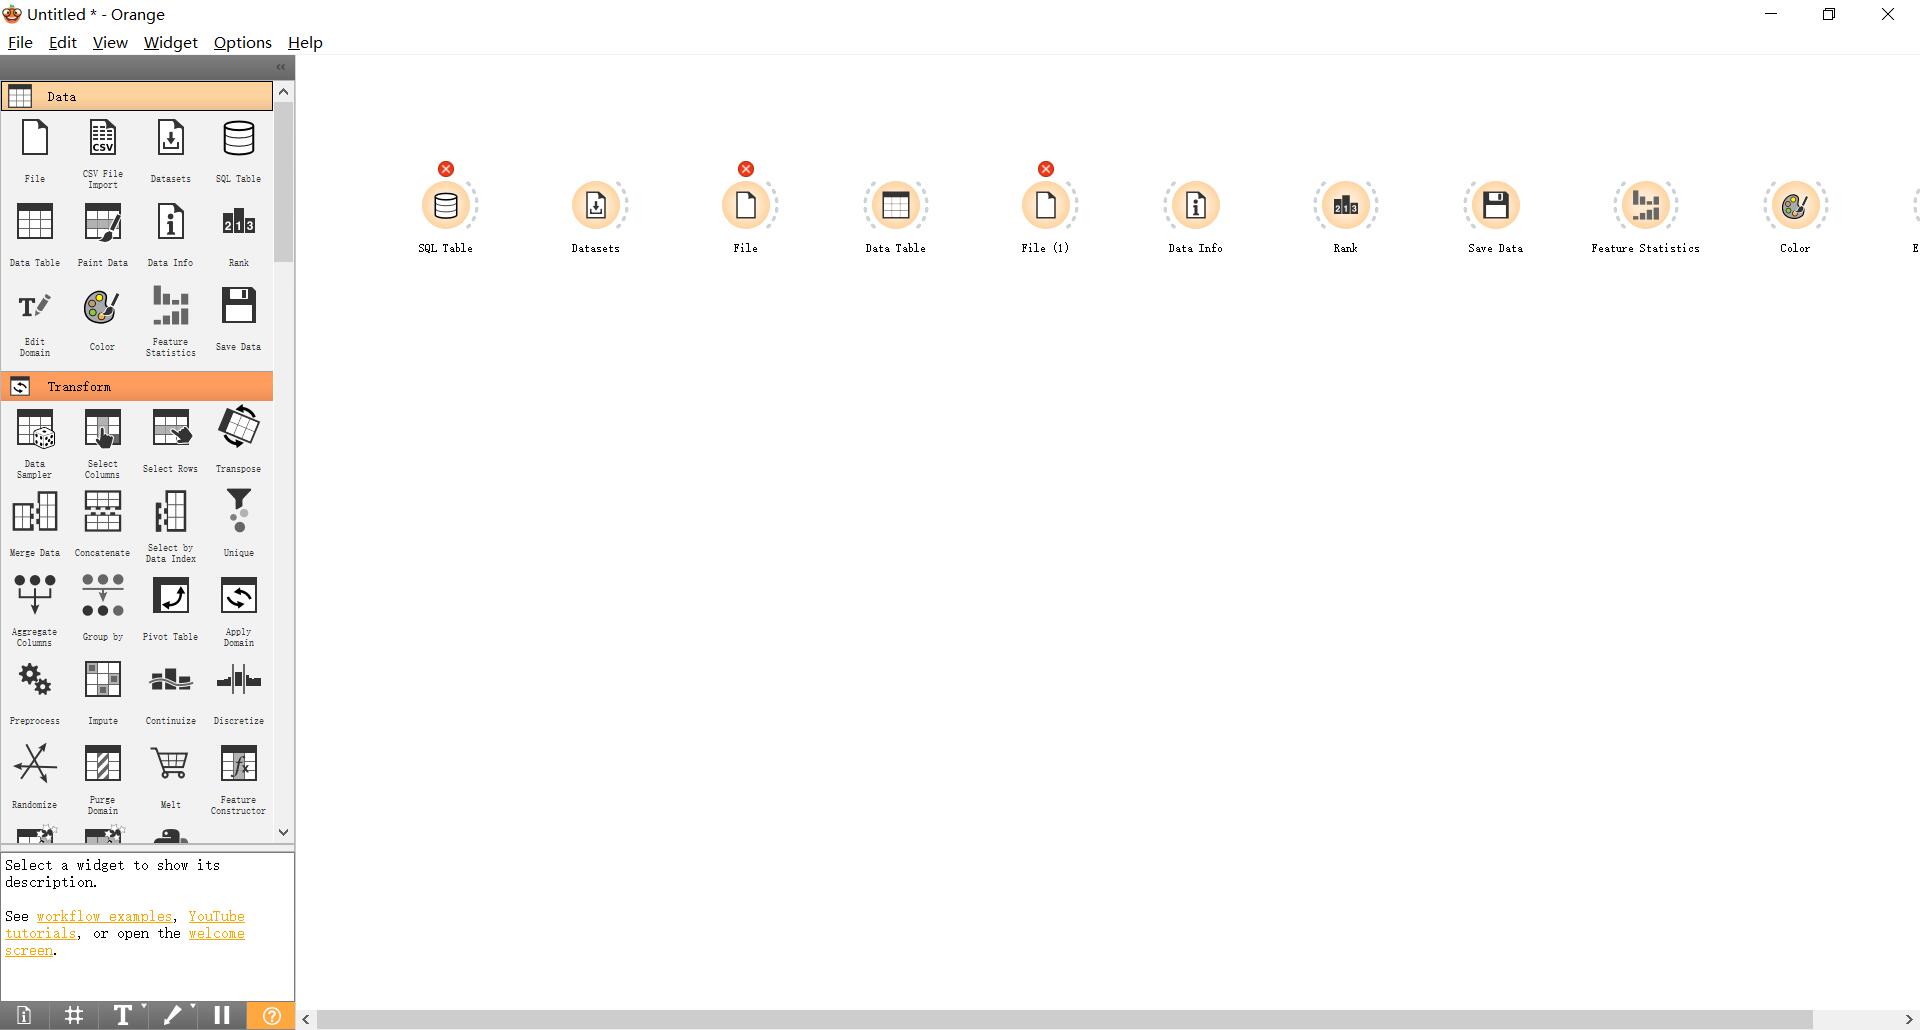 Untitled * - Orange
File Edit View Widget Options Help
Data
File CSV File Import Datasets SQL Table
Data Table Paint Data Data Info Rank
Edit Domain Color Feature Statistics Save Data
Transform
Data Sampler Select Columns Select Rows Transpose
Merge Data Concatenate Select by Data Index Unique
Aggregate Columns Group by Pivot Table Apply Domain
Preprocess Impute Continuize Discretize
Randomize Purge Domain Melt Feature Constructor
Select a widget to show its
description.
See workflow examples, YouTube
tutorials, or open the welcome
screen.
SQL Table Datasets File Data Table File (1) Data Info Rank Save Data Feature Statistics Color E